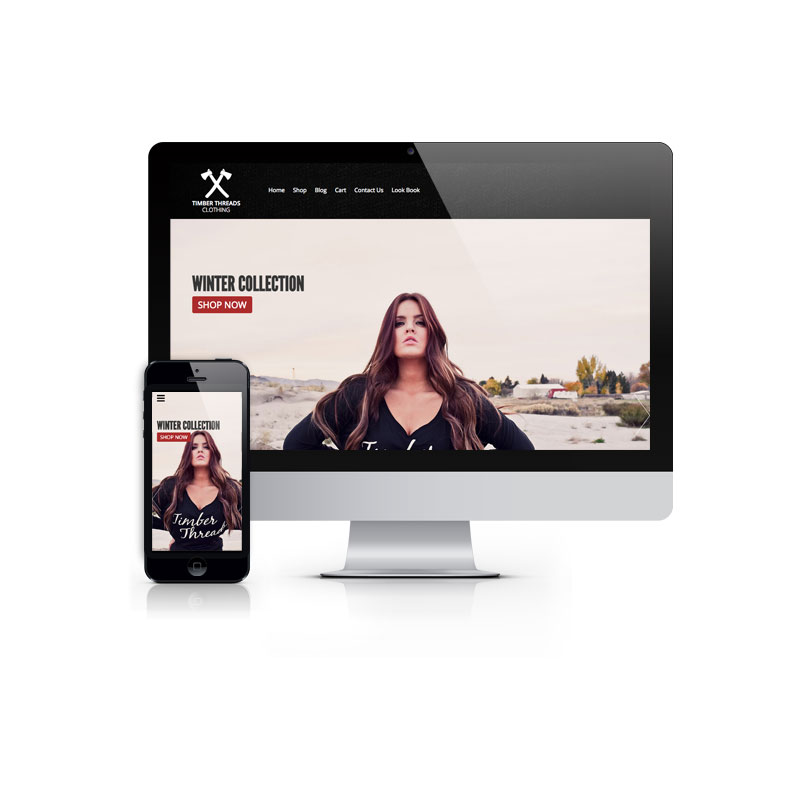 TIMBER THREADS
CLOTHING
Home Shop Blog Cart Contact Us Look Book
WINTER COLLECTION
SHOP NOW
WINTER COLLECTION
SHOP NOW
Timber
Thread